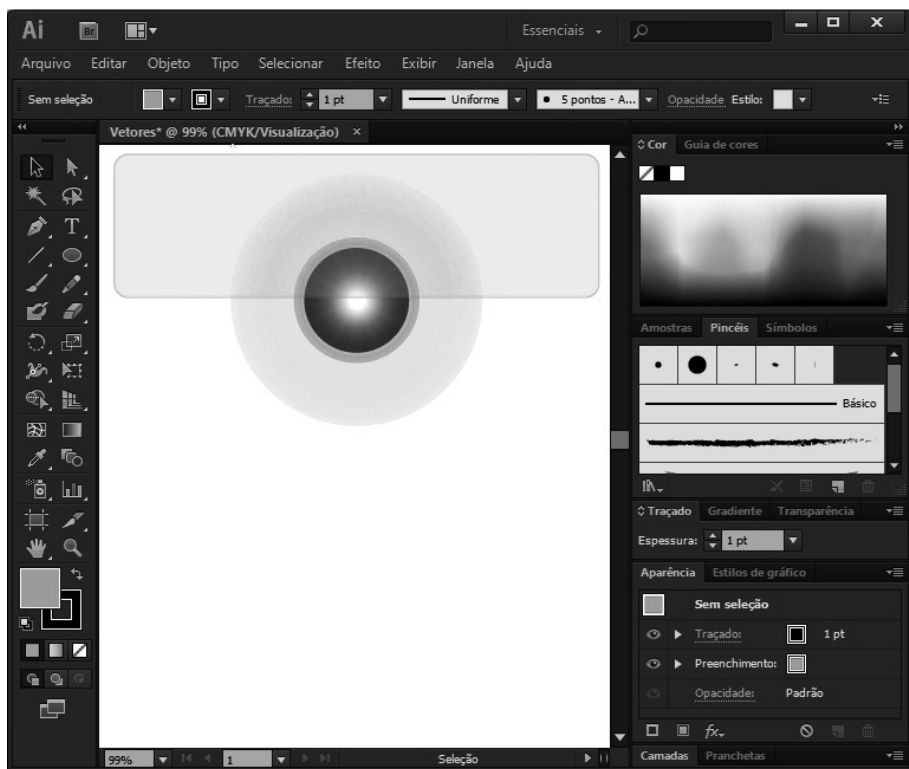 Ai Br Essenciais
Arquivo Editar Objeto Tipo Selecionar Efeito Exibir Janela Ajuda
Sem seleção Traçado: 1 pt Uniforme 5 pontos - A... Opacidade Estilo:
Vetores* @ 99% (CMYK/Visualização) ×
Cor Guia de cores
Amostras Pincéis Símbolos
Básico
Traçado Gradiente Transparência
Espessura: 1 pt
Aparência Estilos de gráfico
Sem seleção
Traçado: 1 pt
Preenchimento:
Opacidade: Padrão
fx
99% 1 Seleção
Camadas Pranchetas